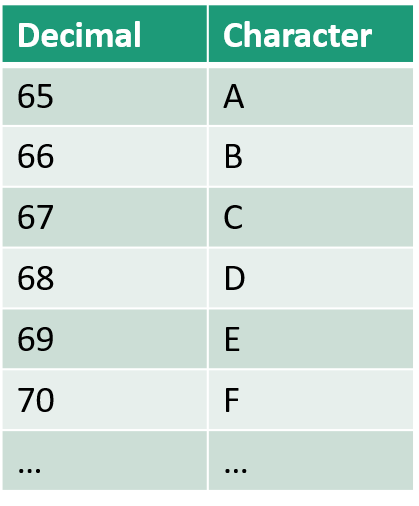 Decimal Character
65 A
66 B
67 C
68 D
69 E
70 F
... ...